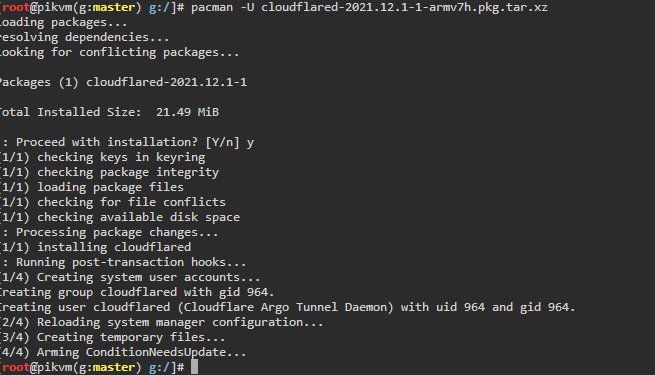 [root@pikvm(g:master) g:/]# pacman -U cloudflared-2021.12.1-1-armv7h.pkg.tar.xz
loading packages...
resolving dependencies...
looking for conflicting packages...
Packages (1) cloudflared-2021.12.1-1
Total Installed Size:  21.49 MiB
: Proceed with installation? [Y/n] y
(1/1) checking keys in keyring
(1/1) checking package integrity
(1/1) loading package files
(1/1) checking for file conflicts
(1/1) checking available disk space
: Processing package changes...
(1/1) installing cloudflared
: Running post-transaction hooks...
(1/4) Creating system user accounts...
Creating group cloudflared with gid 964.
Creating user cloudflared (Cloudflare Argo Tunnel Daemon) with uid 964 and gid 964.
(2/4) Reloading system manager configuration...
(3/4) Creating temporary files...
(4/4) Arming ConditionNeedsUpdate...
[root@pikvm(g:master) g:/]#